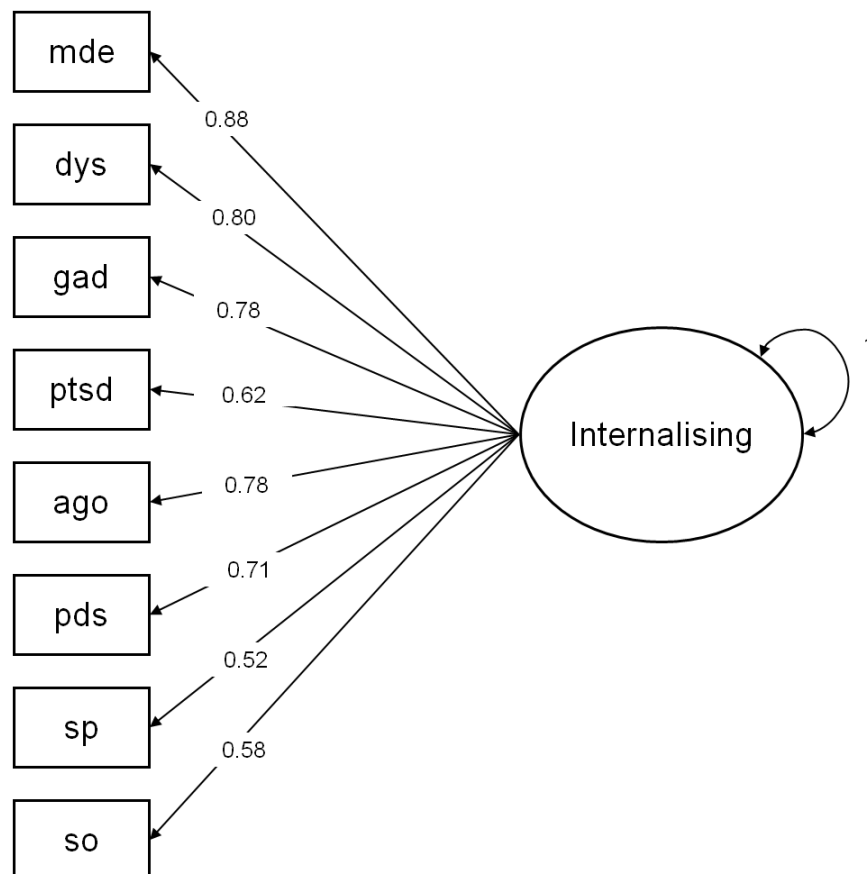 mde
0.88
dys
0.80
gad
0.78
ptsd
0.62
Internalising
ago
0.78
pds
0.71
sp
0.52
so
0.58